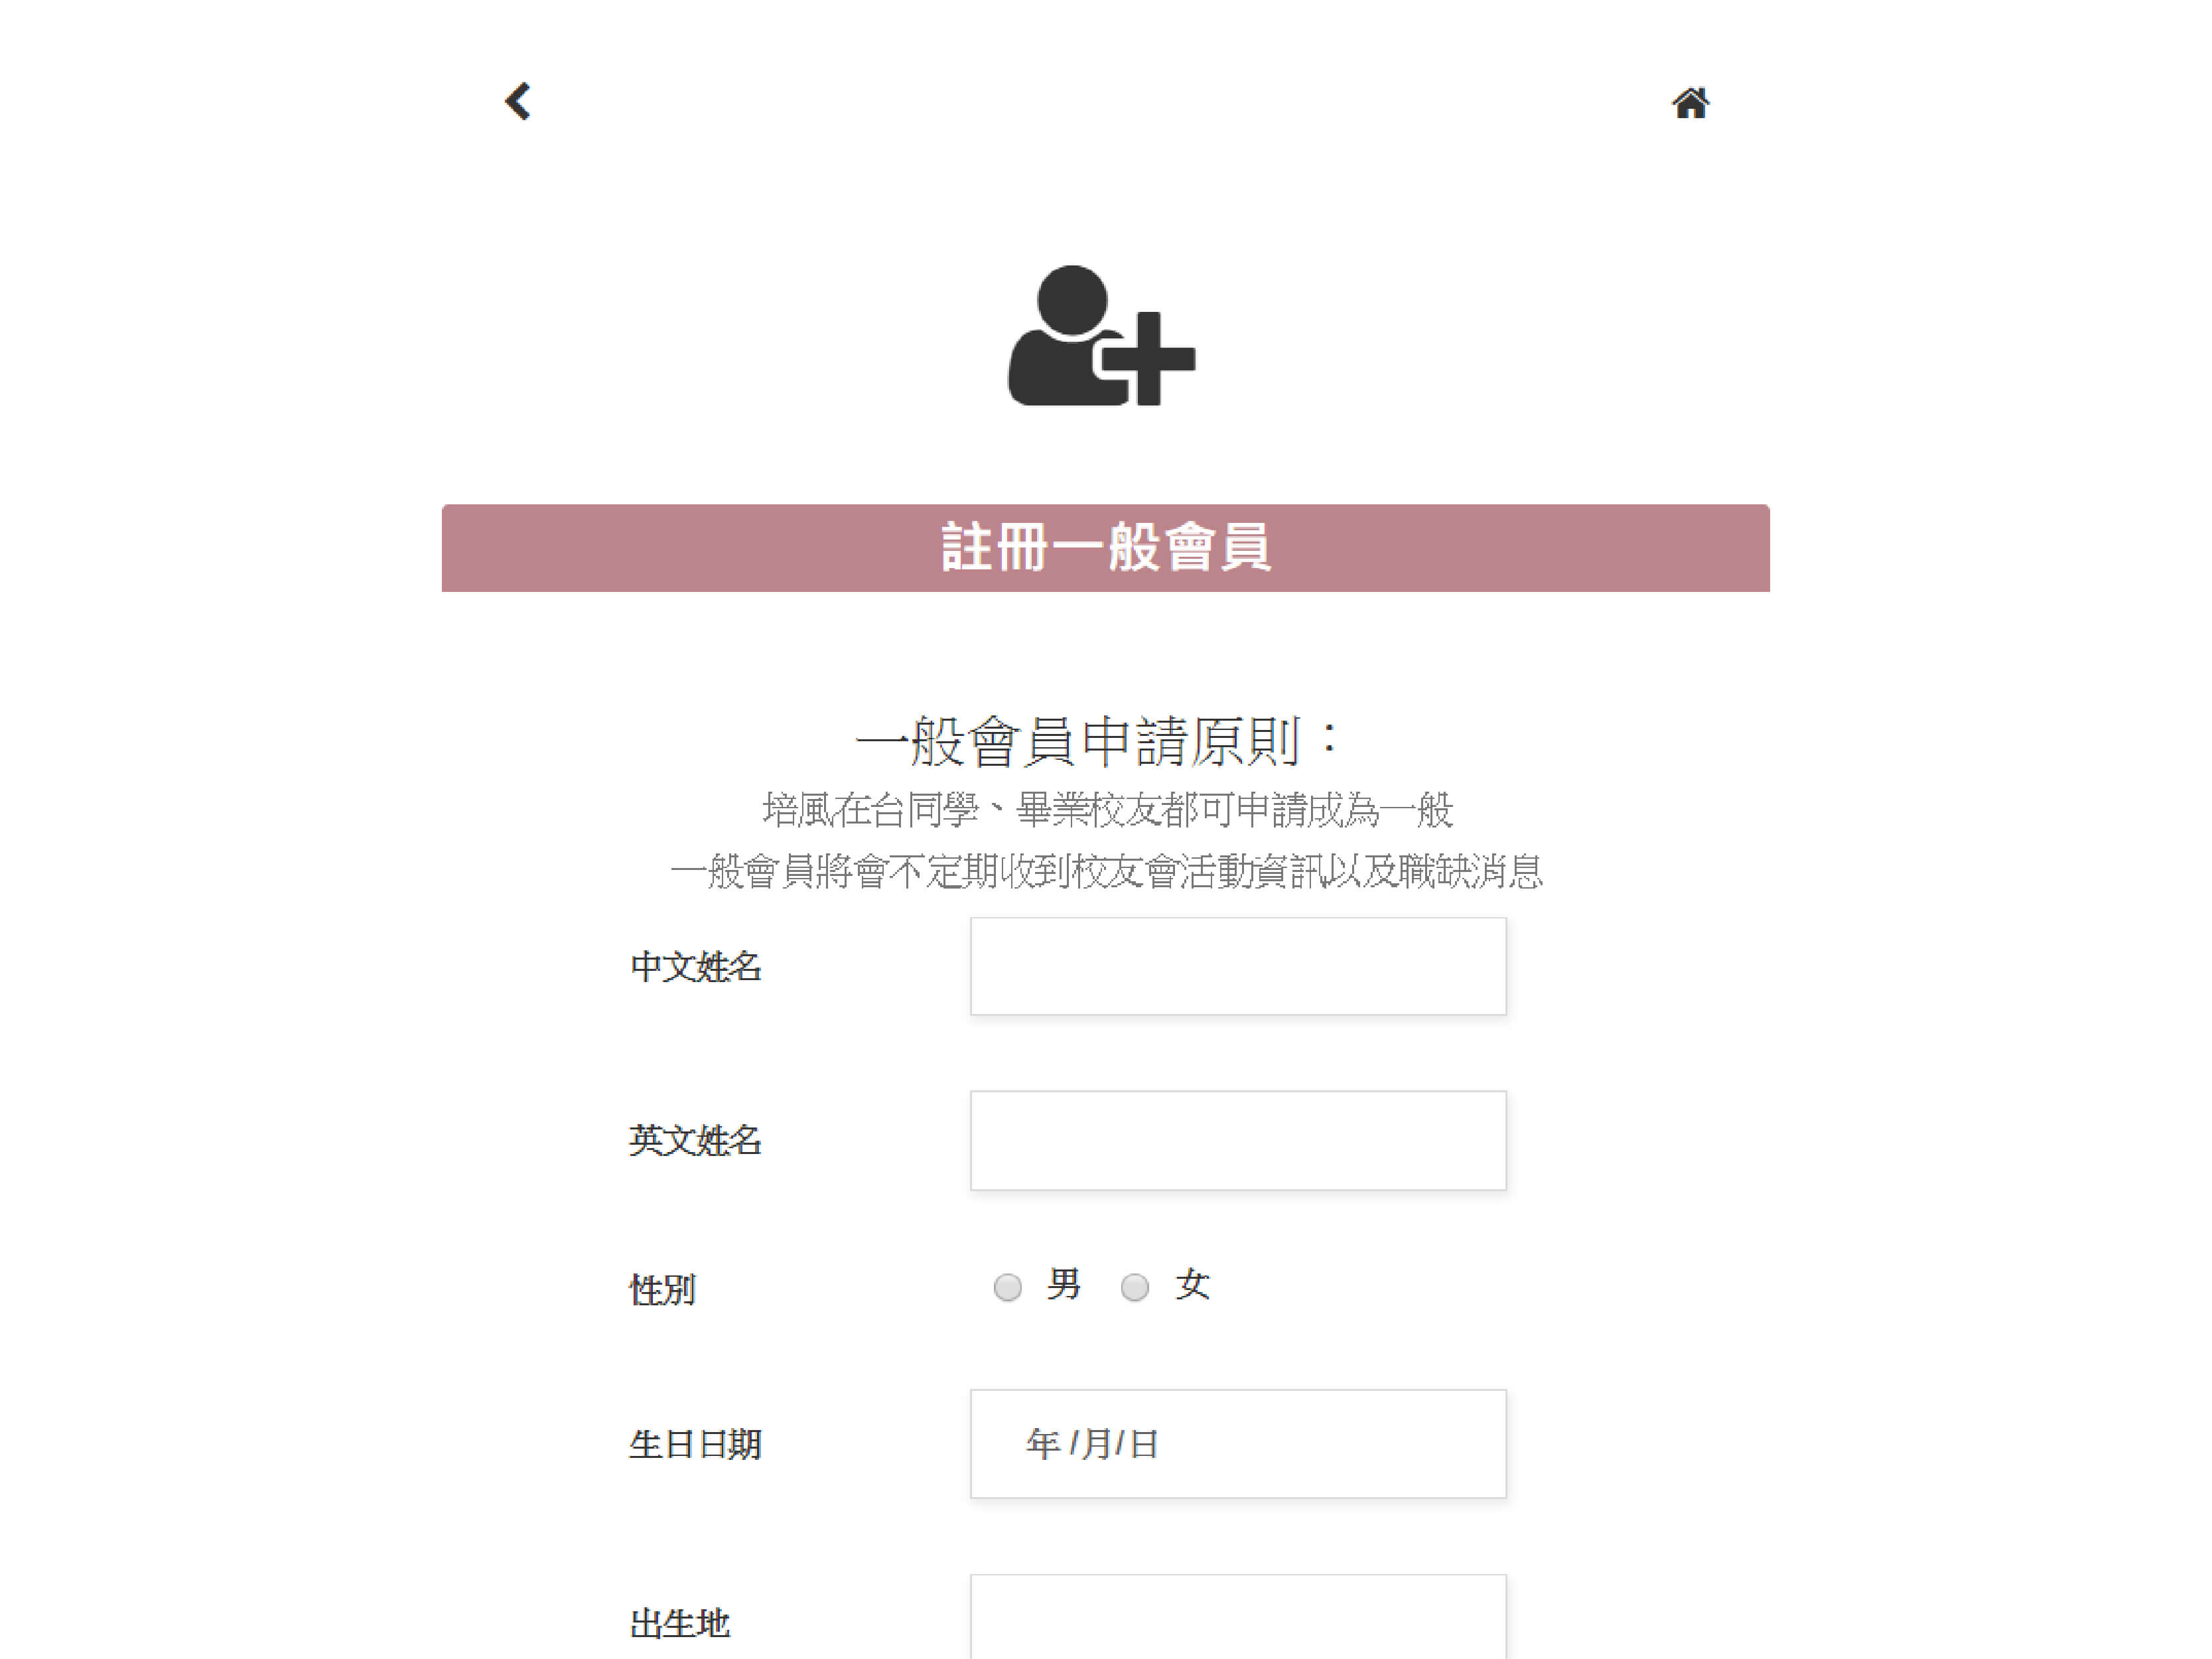 註冊一般會員
一般會員申請原則：
培風在台同學、畢業校友都可申請成為一般
一般會員將會不定期收到校友會活動資訊以及職缺消息
中文姓名
英文姓名
性別 男 女
生日日期 年 /月/日
出生地